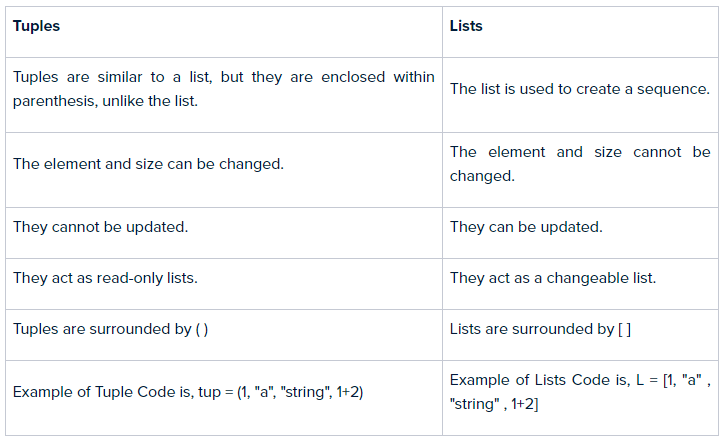 Tuples
Lists
Tuples are similar to a list, but they are enclosed within
parenthesis, unlike the list.
The list is used to create a sequence.
The element and size can be changed.
The element and size cannot be
changed.
They cannot be updated.
They can be updated.
They act as read-only lists.
They act as a changeable list.
Tuples are surrounded by ( )
Lists are surrounded by [ ]
Example of Tuple Code is, tup = (1, "a", "string", 1+2)
Example of Lists Code is, L = [1, "a" ,
"string" , 1+2]